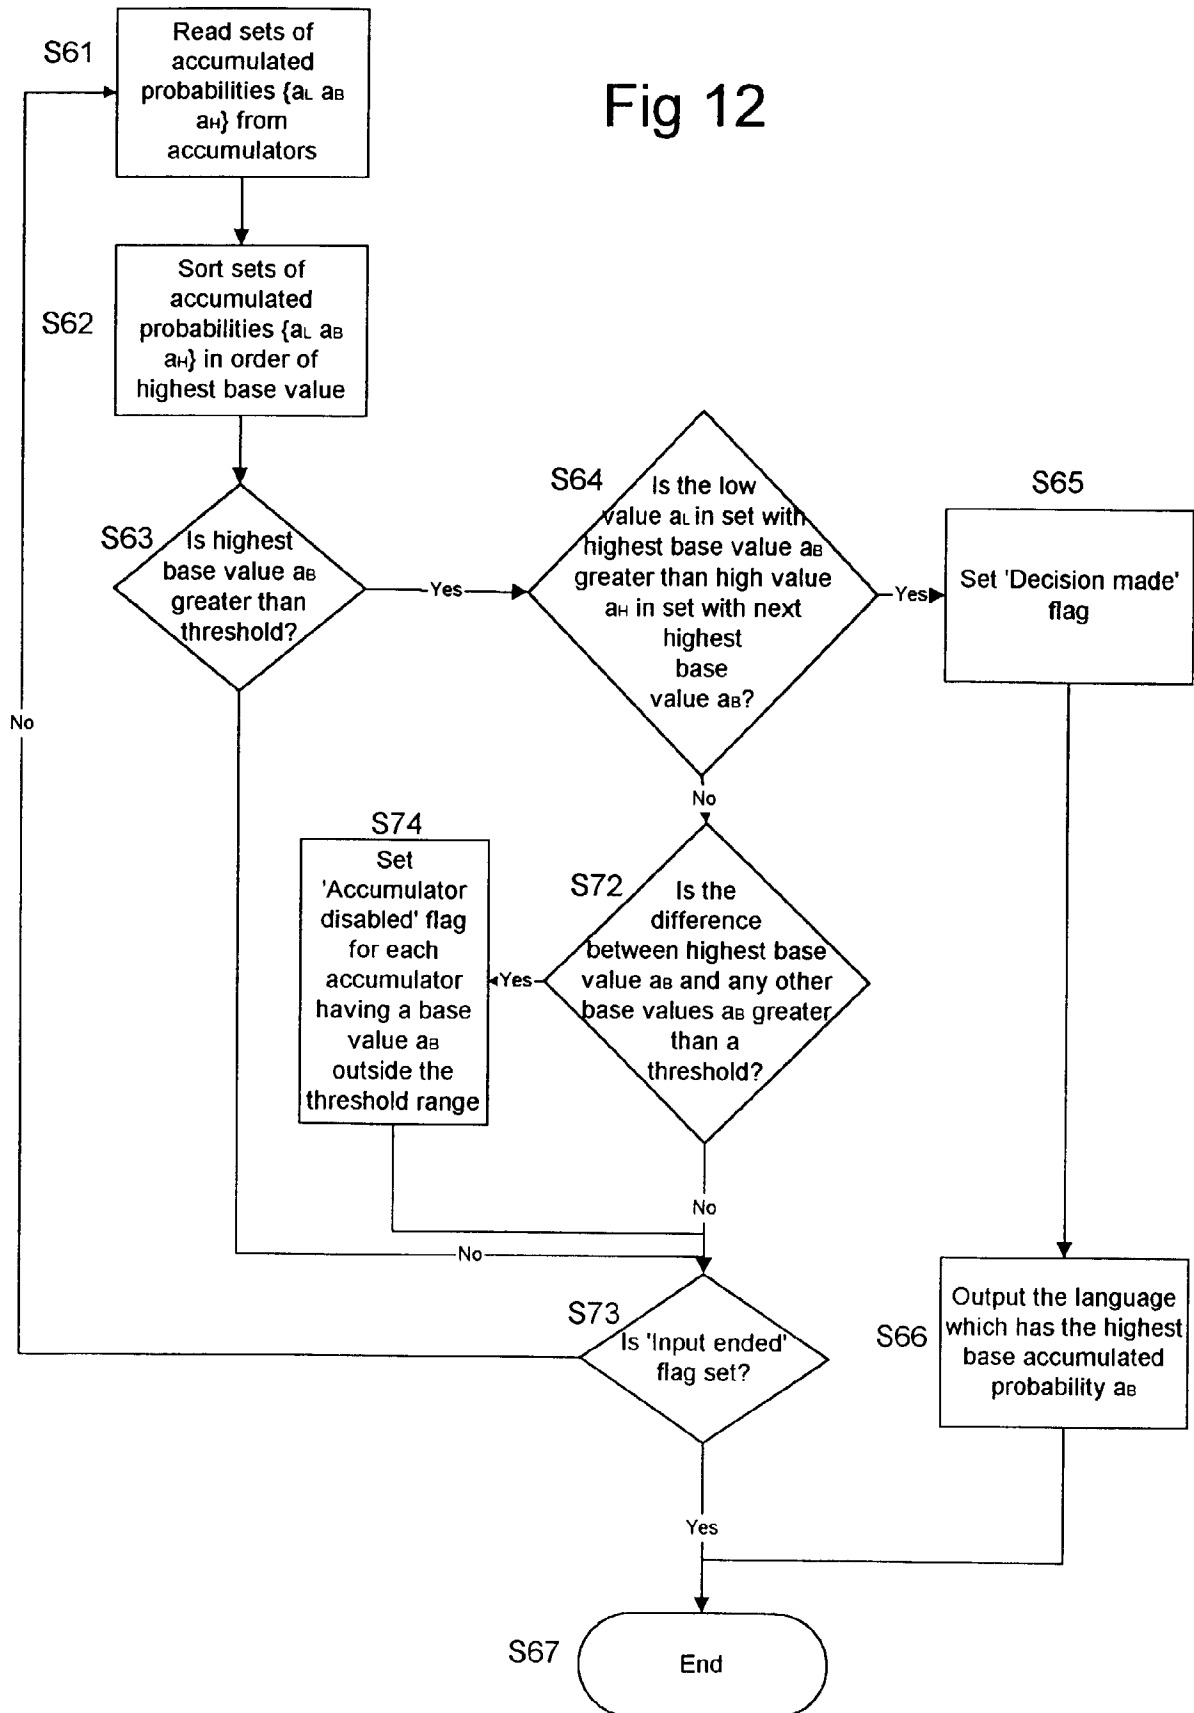 Fig 12
S61
Read sets of
accumulated
probabilities {aL aB
aH} from
accumulators
S62
Sort sets of
accumulated
probabilities {aL aB
aH} in order of
highest base value
S63
Is highest
base value aB
greater than
threshold?
Yes
S64
Is the low
value aL in set with
highest base value aB
greater than high value
aH in set with next
highest
base
value aB?
Yes
S65
Set 'Decision made'
flag
No
No
S74
Set
'Accumulator
disabled' flag
for each
accumulator
having a base
value aB
outside the
threshold range
Yes
S72
Is the
difference
between highest base
value aB and any other
base values aB greater
than a
threshold?
No
No
S73
Is 'Input ended'
flag set?
S66
Output the language
which has the highest
base accumulated
probability aB
Yes
S67
End